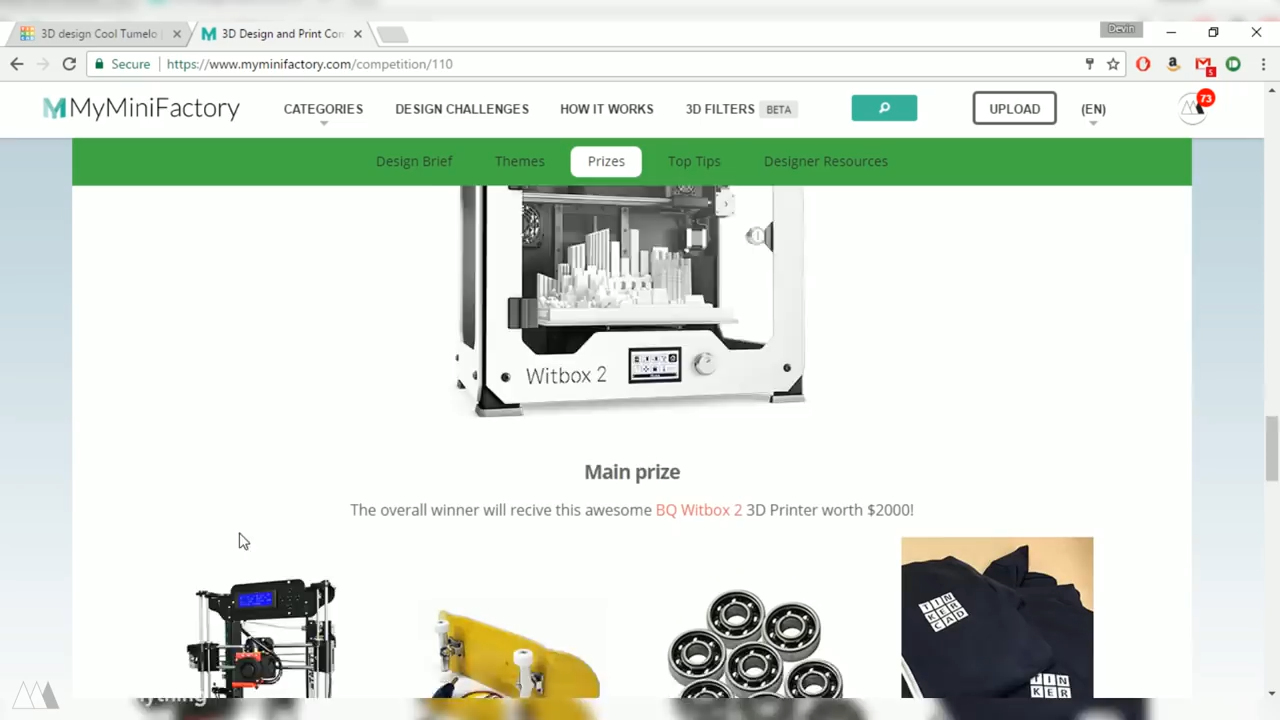 3D design Cool Tumelo
3D Design and Print Con
Devin
Secure
https://www.myminifactory.com/competition/110
5
MyMiniFactory
CATEGORIES
DESIGN CHALLENGES
HOW IT WORKS
3D FILTERS BETA
UPLOAD
(EN)
73
Design Brief
Themes
Prizes
Top Tips
Designer Resources
Witbox 2
Main prize
The overall winner will recive this awesome BQ Witbox 2 3D Printer worth $2000!
TIN
KER
CAD
TIN
KER